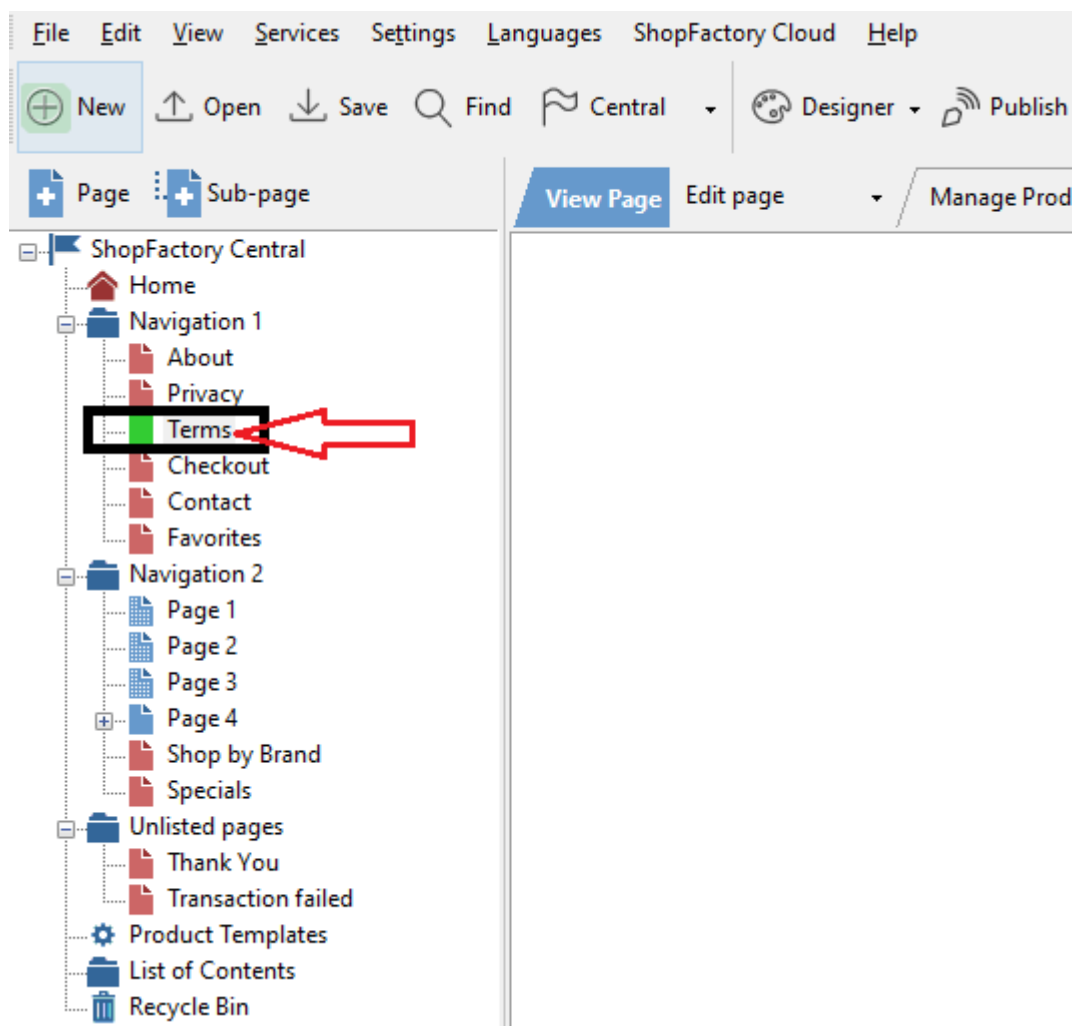 File Edit View Services Settings Languages ShopFactory Cloud Help
New Open Save Find Central Designer Publish
Page Sub-page
View Page Edit page Manage Prod
ShopFactory Central
Home
Navigation 1
About
Privacy
Terms
Checkout
Contact
Favorites
Navigation 2
Page 1
Page 2
Page 3
Page 4
Shop by Brand
Specials
Unlisted pages
Thank You
Transaction failed
Product Templates
List of Contents
Recycle Bin